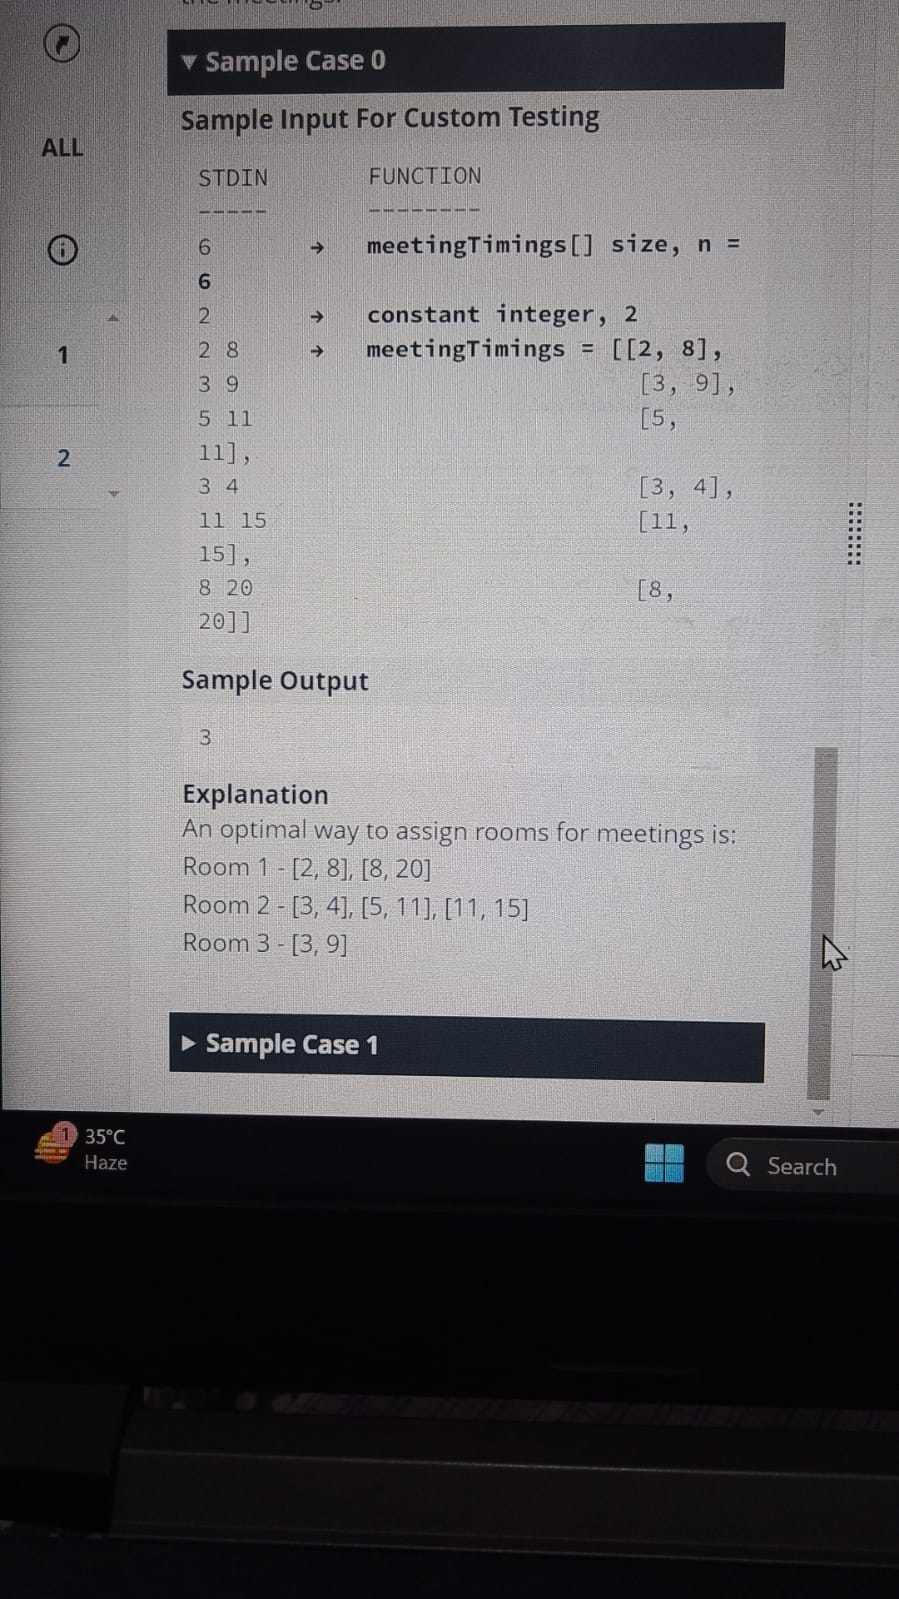 Sample Case 0
Sample Input For Custom Testing
ALL
STDIN FUNCTION
----- --------
6 → meetingTimings[] size, n =
6
2 → constant integer, 2
1
2 8 → meetingTimings = [[2, 8],
3 9 [3, 9],
5 11 [5,
2
11],
3 4 [3, 4],
11 15 [11,
15],
8 20 [8,
20]]
Sample Output
3
Explanation
An optimal way to assign rooms for meetings is:
Room 1 - [2, 8], [8, 20]
Room 2 - [3, 4], [5, 11], [11, 15]
Room 3 - [3, 9]
Sample Case 1
1
35°C
Haze
Search